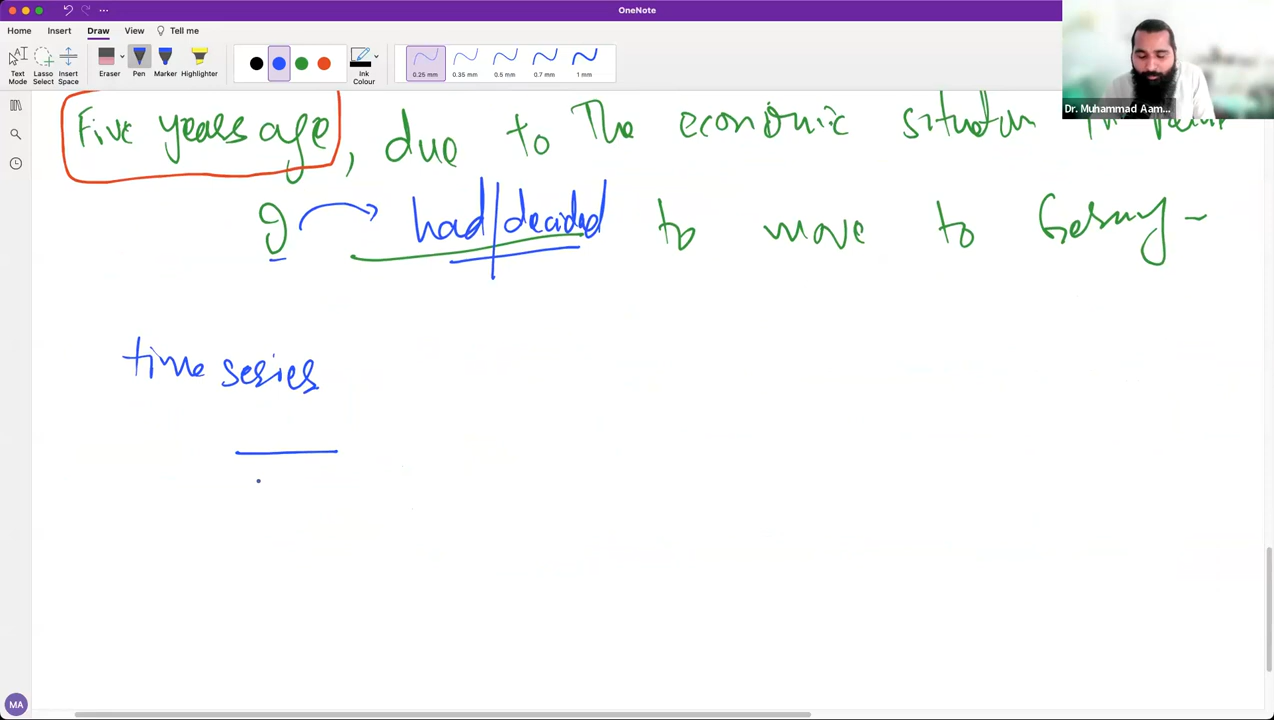 OneNote
Home Insert Draw View Tell me
Text Mode Lasso Select Insert Space Eraser Pen Marker Highlighter Ink Colour 0.25 mm 0.35 mm 0.5 mm 0.7 mm 1 mm
Dr. Muhammad Aam...
Five years ago, due to the economic situation in
I had decided to move to Germany -
time series
MA